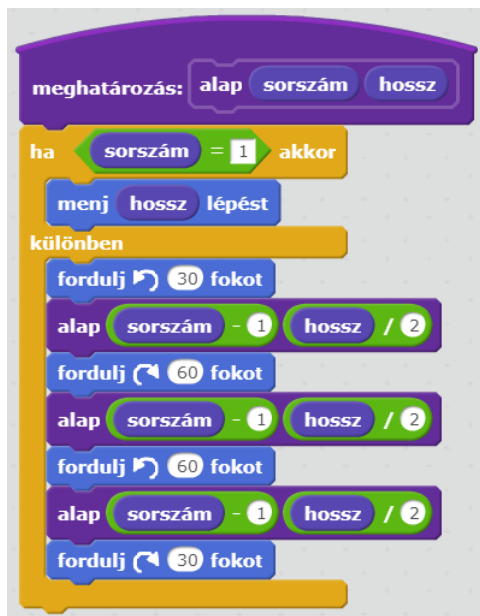 meghatározás: alap sorszám hossz
ha sorszám = 1 akkor
menj hossz lépést
különben
fordulj ↶ 30 fokot
alap sorszám - 1 hossz / 2
fordulj ↷ 60 fokot
alap sorszám - 1 hossz / 2
fordulj ↶ 60 fokot
alap sorszám - 1 hossz / 2
fordulj ↷ 30 fokot